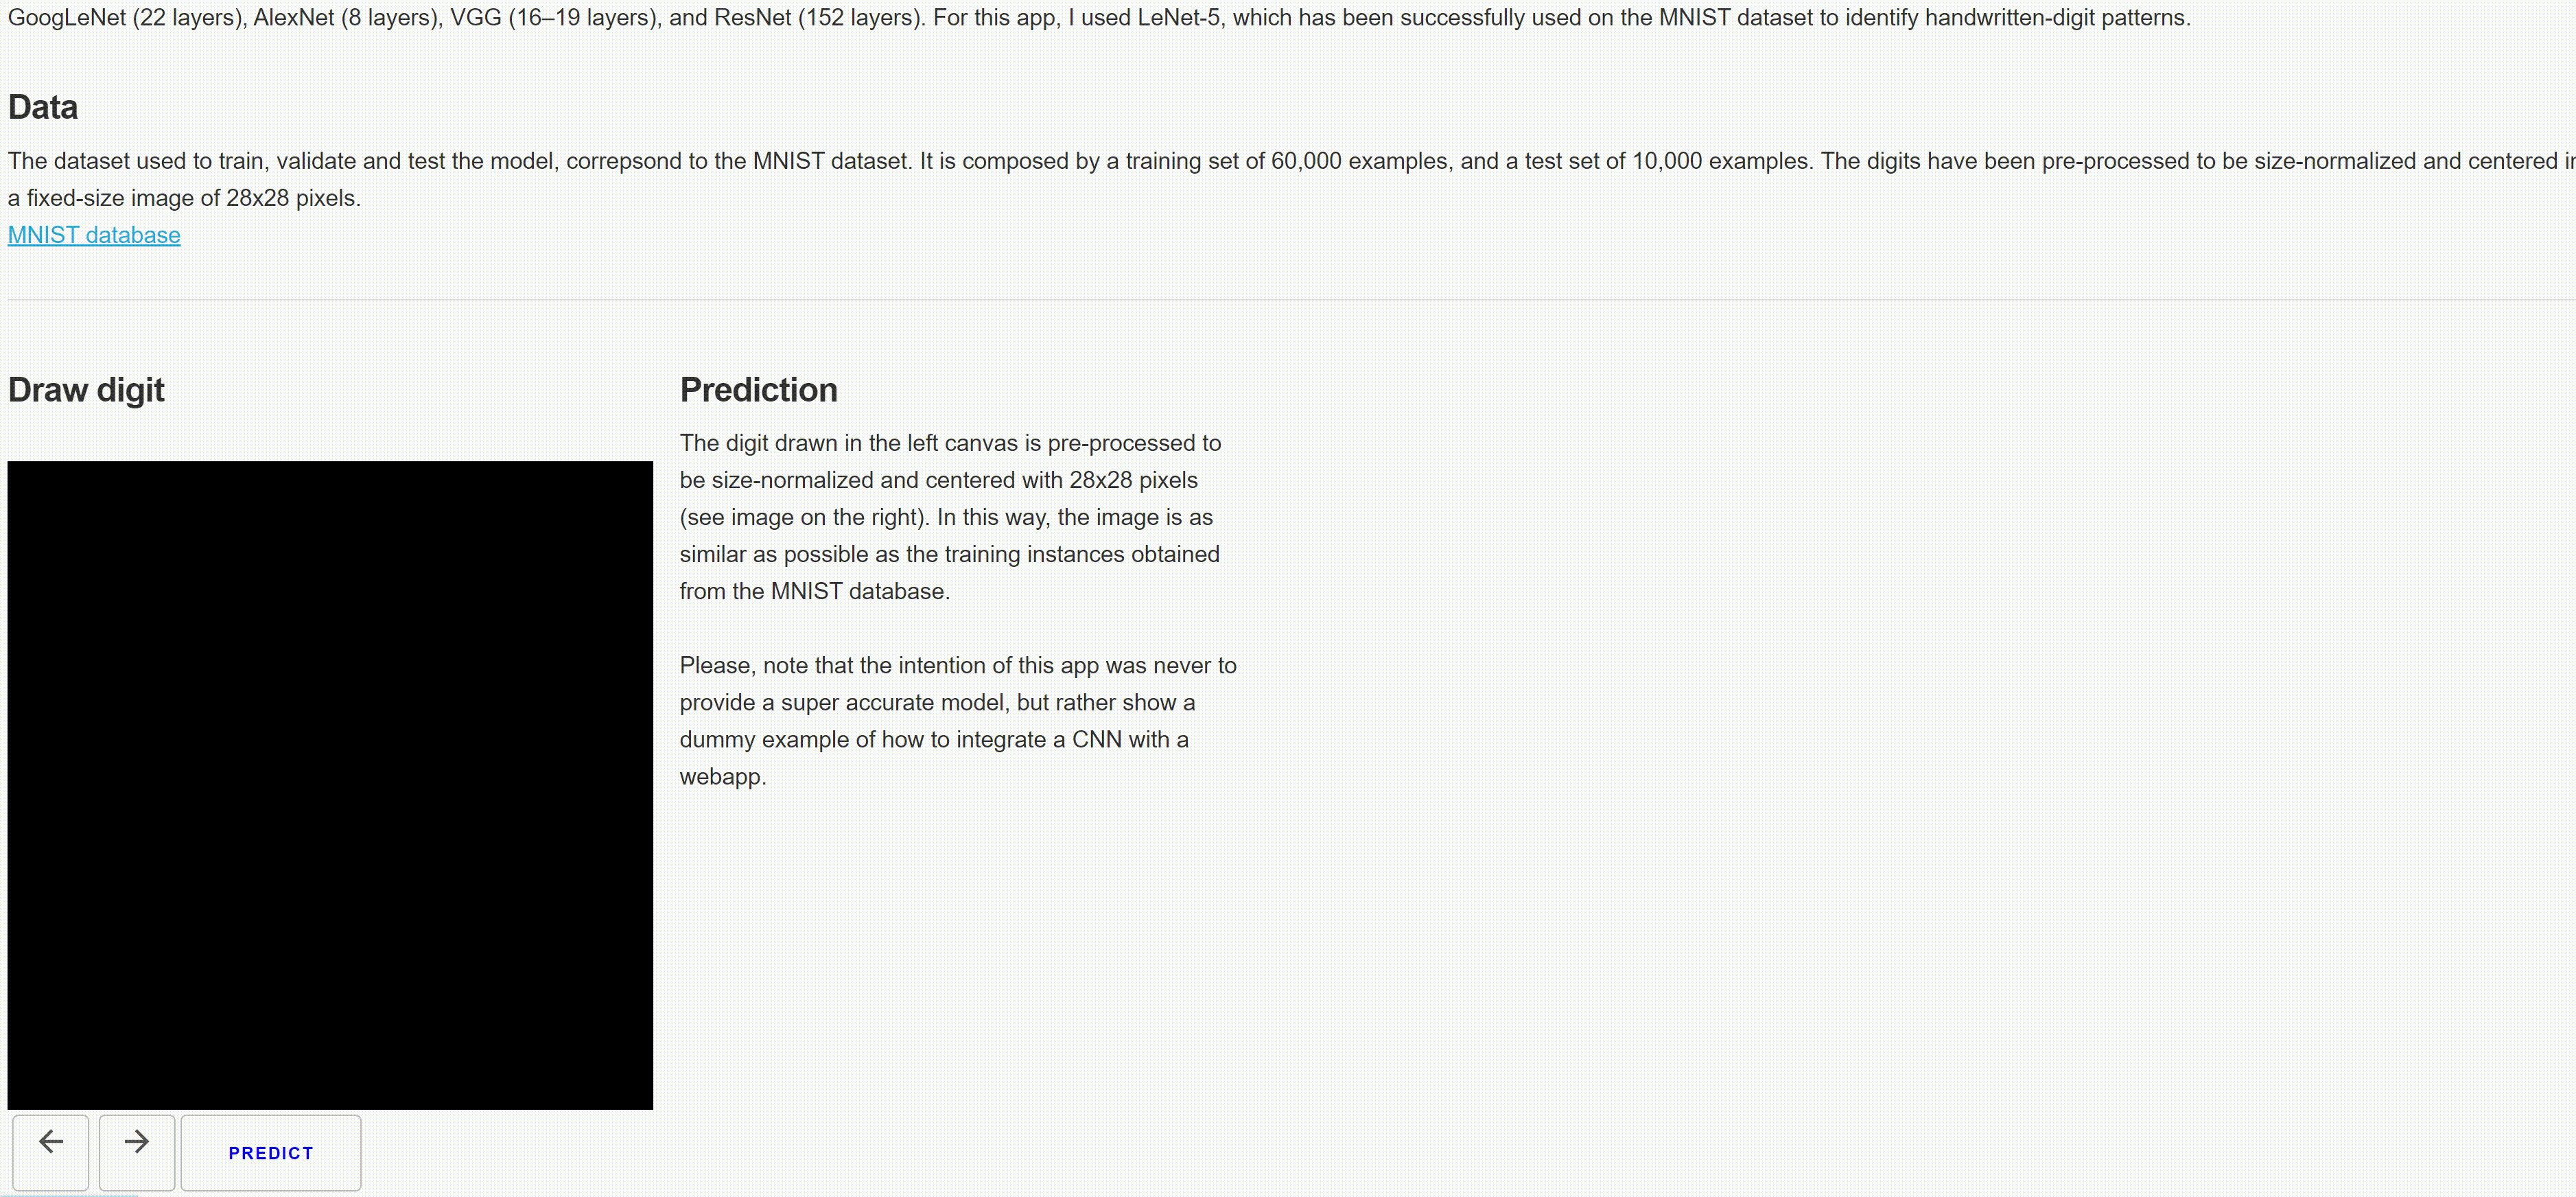 GoogLeNet (22 layers), AlexNet (8 layers), VGG (16–19 layers), and ResNet (152 layers). For this app, I used LeNet-5, which has been successfully used on the MNIST dataset to identify handwritten-digit patterns.
Data
The dataset used to train, validate and test the model, correpsond to the MNIST dataset. It is composed by a training set of 60,000 examples, and a test set of 10,000 examples. The digits have been pre-processed to be size-normalized and centered in
a fixed-size image of 28x28 pixels.
MNIST database
Draw digit
Prediction
The digit drawn in the left canvas is pre-processed to
be size-normalized and centered with 28x28 pixels
(see image on the right). In this way, the image is as
similar as possible as the training instances obtained
from the MNIST database.
Please, note that the intention of this app was never to
provide a super accurate model, but rather show a
dummy example of how to integrate a CNN with a
webapp.
PREDICT